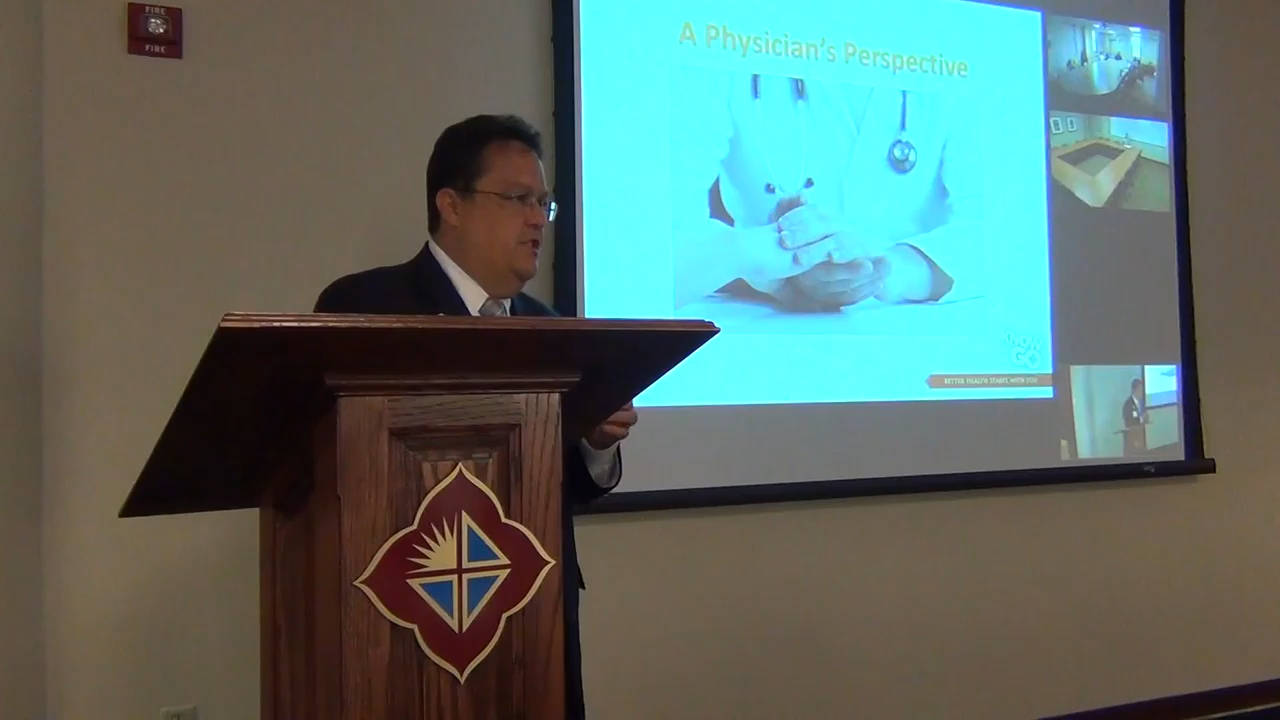 FIRE
FIRE
A Physician's Perspective
BETTER HEALTH STARTS WITH YOU